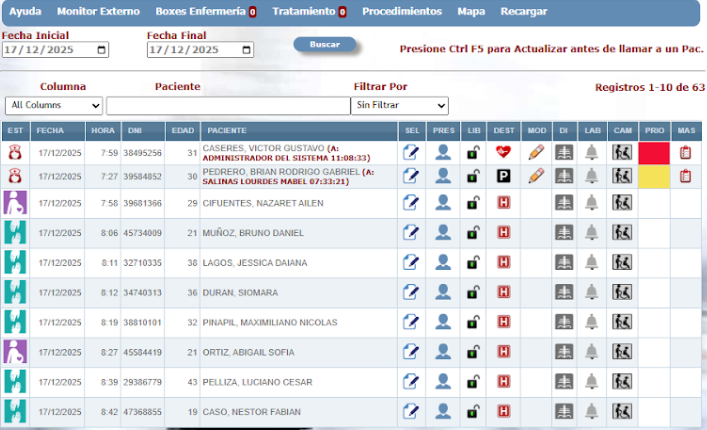 Ayuda Monitor Externo Boxes Enfermería 0 Tratamiento 0 Procedimientos Mapa Recargar
Fecha Inicial Fecha Final
17/12/2025 17/12/2025 Buscar Presione Ctrl F5 para Actualizar antes de llamar a un Pac.
Columna Paciente Filtrar Por Registros 1-10 de 63
All Columns Sin Filtrar
EST FECHA HORA DNI EDAD PACIENTE SEL PRES LIB DEST MOD DI LAB CAM PRIO MAS
17/12/2025 7:59 38495256 31 CASERES, VICTOR GUSTAVO (A:
ADMINISTRADOR DEL SISTEMA 11:08:33)
17/12/2025 7:27 39584852 30 PEDRERO, BRIAN RODRIGO GABRIEL (A:
SALINAS LOURDES MABEL 07:33:21) P
17/12/2025 7:58 39681366 29 CIFUENTES, NAZARET AILEN H
17/12/2025 8:06 45734009 21 MUÑOZ, BRUNO DANIEL H
17/12/2025 8:11 32710335 38 LAGOS, JESSICA DAIANA H
17/12/2025 8:12 34740313 36 DURAN, SIOMARA H
17/12/2025 8:19 38810101 32 PINAPIL, MAXIMILIANO NICOLAS H
17/12/2025 8:27 45584419 21 ORTIZ, ABIGAIL SOFIA H
17/12/2025 8:39 29386779 43 PELLIZA, LUCIANO CESAR H
17/12/2025 8:42 47368855 19 CASO, NESTOR FABIAN H